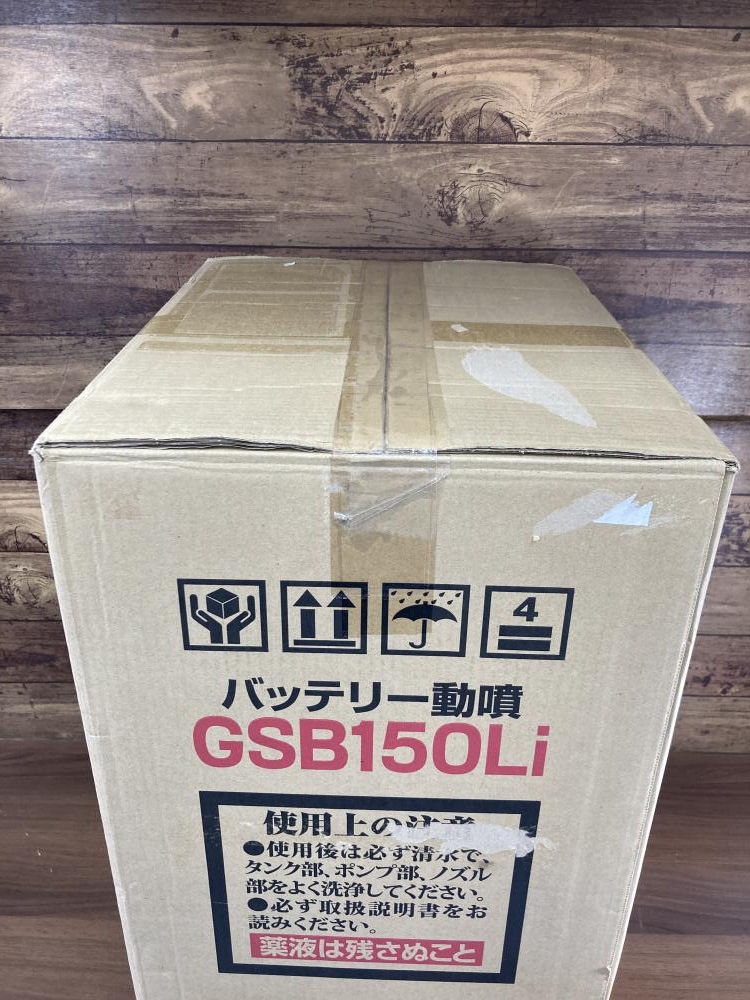 4
バッテリー動噴
GSB150Li
使用上の注意
●使用後は必ず清水で、
タンク部、ポンプ部、ノズル
部をよく洗浄してください。
●必ず取扱説明書をお
読みください。
薬液は残さぬこと